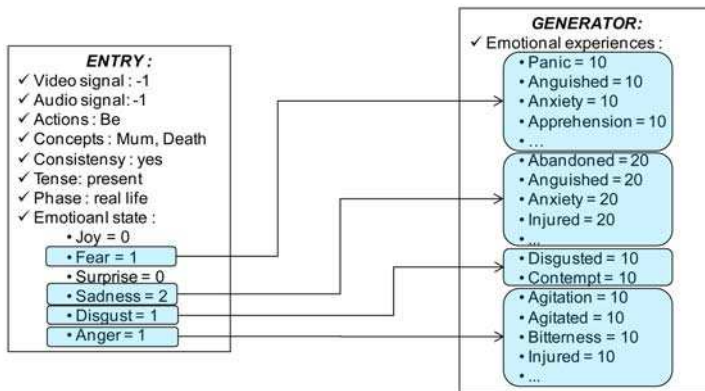 ENTRY :
✓ Video signal : -1
✓ Audio signal: -1
✓ Actions : Be
✓ Concepts : Mum, Death
✓ Consistensy : yes
✓ Tense: present
✓ Phase : real life
✓ Emotioanl state :
• Joy = 0
• Fear = 1
• Surprise = 0
• Sadness = 2
• Disgust = 1
• Anger = 1
GENERATOR:
✓ Emotional experiences :
• Panic = 10
• Anguished = 10
• Anxiety = 10
• Apprehension = 10
• ...
• Abandoned = 20
• Anguished = 20
• Anxiety = 20
• Injured = 20
• ...
• Disgusted = 10
• Contempt = 10
• Agitation = 10
• Agitated = 10
• Bitterness = 10
• Injured = 10
• ...